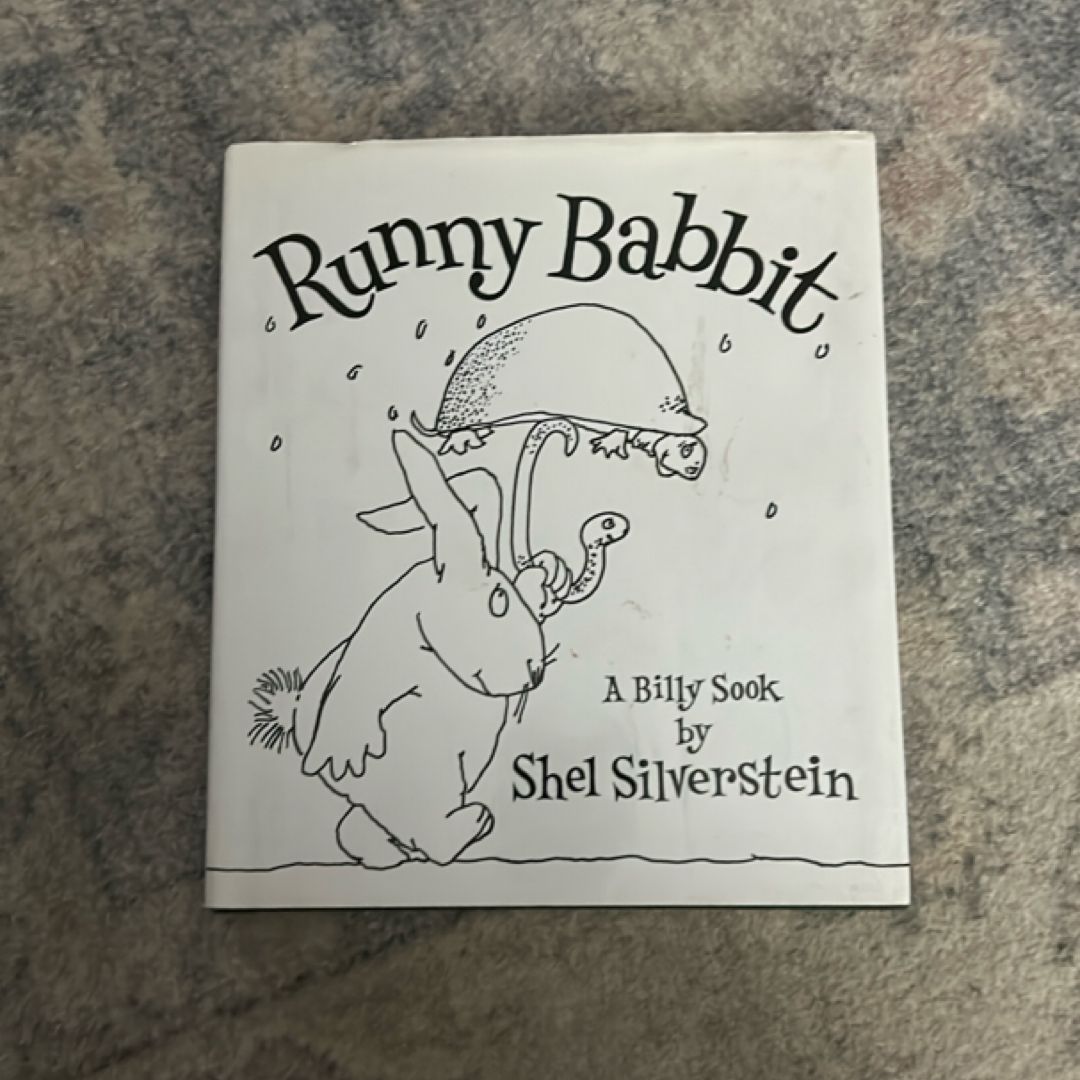 Runny Babbit
A Billy Sook
by
Shel Silverstein